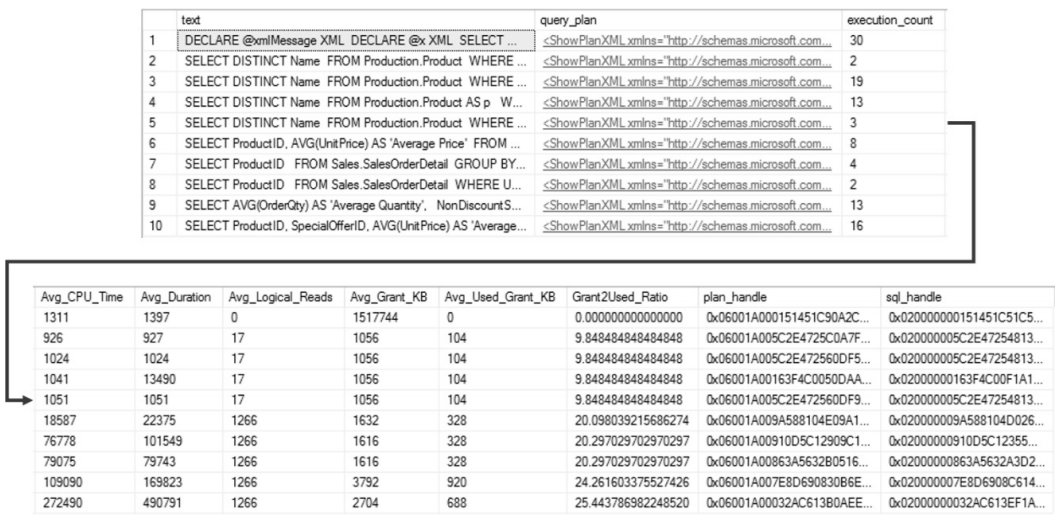 text query_plan execution_count
1 DECLARE @xmlMessage XML DECLARE @x XML SELECT ... <ShowPlanXML xmlns="http://schemas.microsoft.com... 30
2 SELECT DISTINCT Name FROM Production.Product WHERE ... <ShowPlanXML xmlns="http://schemas.microsoft.com... 2
3 SELECT DISTINCT Name FROM Production.Product WHERE ... <ShowPlanXML xmlns="http://schemas.microsoft.com... 19
4 SELECT DISTINCT Name FROM Production.Product AS p W... <ShowPlanXML xmlns="http://schemas.microsoft.com... 13
5 SELECT DISTINCT Name FROM Production.Product WHERE ... <ShowPlanXML xmlns="http://schemas.microsoft.com... 3
6 SELECT ProductID, AVG(UnitPrice) AS 'Average Price' FROM ... <ShowPlanXML xmlns="http://schemas.microsoft.com... 8
7 SELECT ProductID FROM Sales.SalesOrderDetail GROUP BY... <ShowPlanXML xmlns="http://schemas.microsoft.com... 4
8 SELECT ProductID FROM Sales.SalesOrderDetail WHERE U... <ShowPlanXML xmlns="http://schemas.microsoft.com... 2
9 SELECT AVG(OrderQty) AS 'Average Quantity', NonDiscountS... <ShowPlanXML xmlns="http://schemas.microsoft.com... 13
10 SELECT ProductID, SpecialOfferID, AVG(UnitPrice) AS 'Average... <ShowPlanXML xmlns="http://schemas.microsoft.com... 16
Avg_CPU_Time Avg_Duration Avg_Logical_Reads Avg_Grant_KB Avg_Used_Grant_KB Grant2Used_Ratio plan_handle sql_handle
1311 1397 0 1517744 0 0.000000000000000 0x06001A000151451C90A2C... 0x020000000151451C51C5...
926 927 17 1056 104 9.848484848484848 0x06001A005C2E4725C0A7F... 0x020000005C2E47254813...
1024 1024 17 1056 104 9.848484848484848 0x06001A005C2E472560DF5... 0x020000005C2E47254813...
1041 13490 17 1056 104 9.848484848484848 0x06001A00163F4C0050DAA... 0x02000000163F4C00F1A1...
1051 1051 17 1056 104 9.848484848484848 0x06001A005C2E472560DF9... 0x020000005C2E47254813...
18587 22375 1266 1632 328 20.098039215686274 0x06001A009A588104E09A1... 0x020000009A588104D026...
76778 101549 1266 1616 328 20.297029702970297 0x06001A00910D5C12909C1... 0x0200000910D5C12355...
79075 79743 1266 1616 328 20.297029702970297 0x06001A00863A5632B0516... 0x02000000863A5632A3D2...
109090 169823 1266 3792 920 24.261603375527426 0x06001A007E8D690830B6E... 0x020000007E8D6908C614...
272490 490791 1266 2704 688 25.443786982248520 0x06001A00032AC613B0AEE... 0x02000000032AC613EF1A...